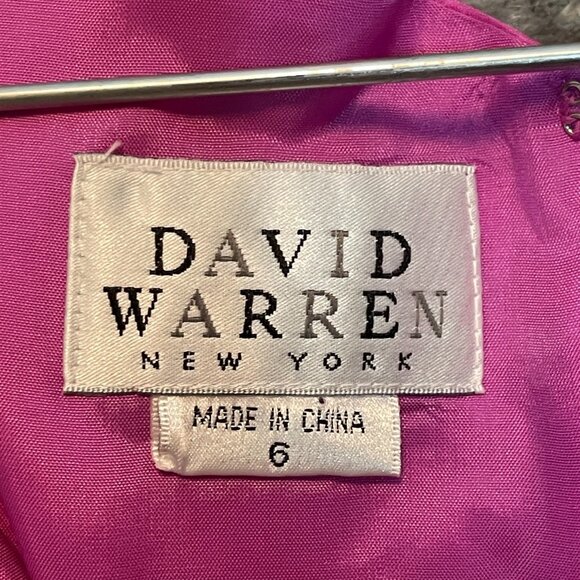 DAVID
WARREN
NEW YORK
MADE IN CHINA
6